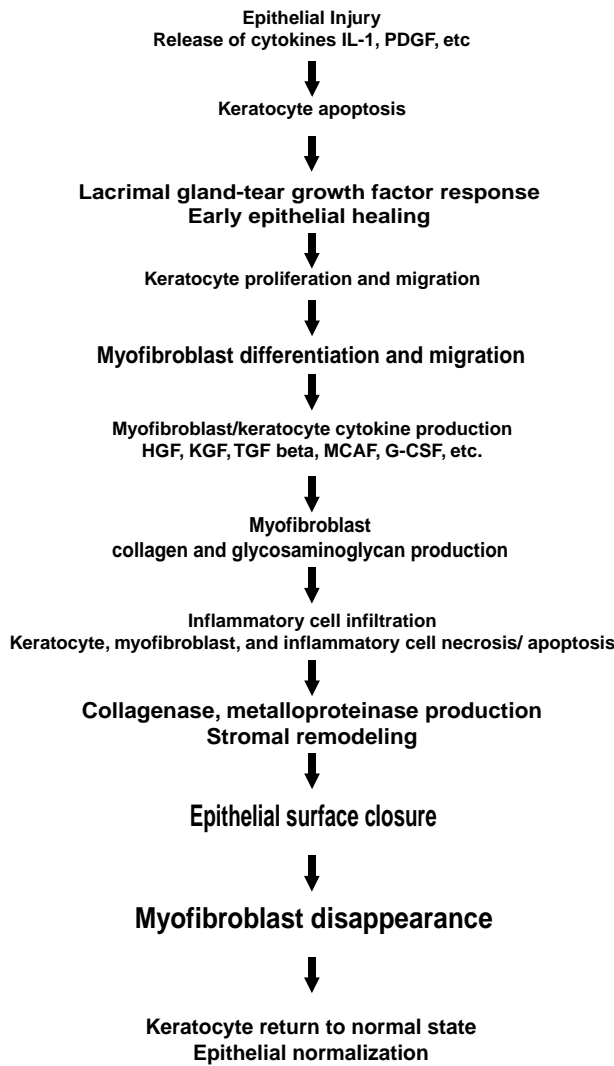 Epithelial Injury
Release of cytokines IL-1, PDGF, etc
Keratocyte apoptosis
Lacrimal gland-tear growth factor response
Early epithelial healing
Keratocyte proliferation and migration
Myofibroblast differentiation and migration
Myofibroblast/keratocyte cytokine production
HGF, KGF, TGF beta, MCAF, G-CSF, etc.
Myofibroblast
collagen and glycosaminoglycan production
Inflammatory cell infiltration
Keratocyte, myofibroblast, and inflammatory cell necrosis/ apoptosis
Collagenase, metalloproteinase production
Stromal remodeling
Epithelial surface closure
Myofibroblast disappearance
Keratocyte return to normal state
Epithelial normalization